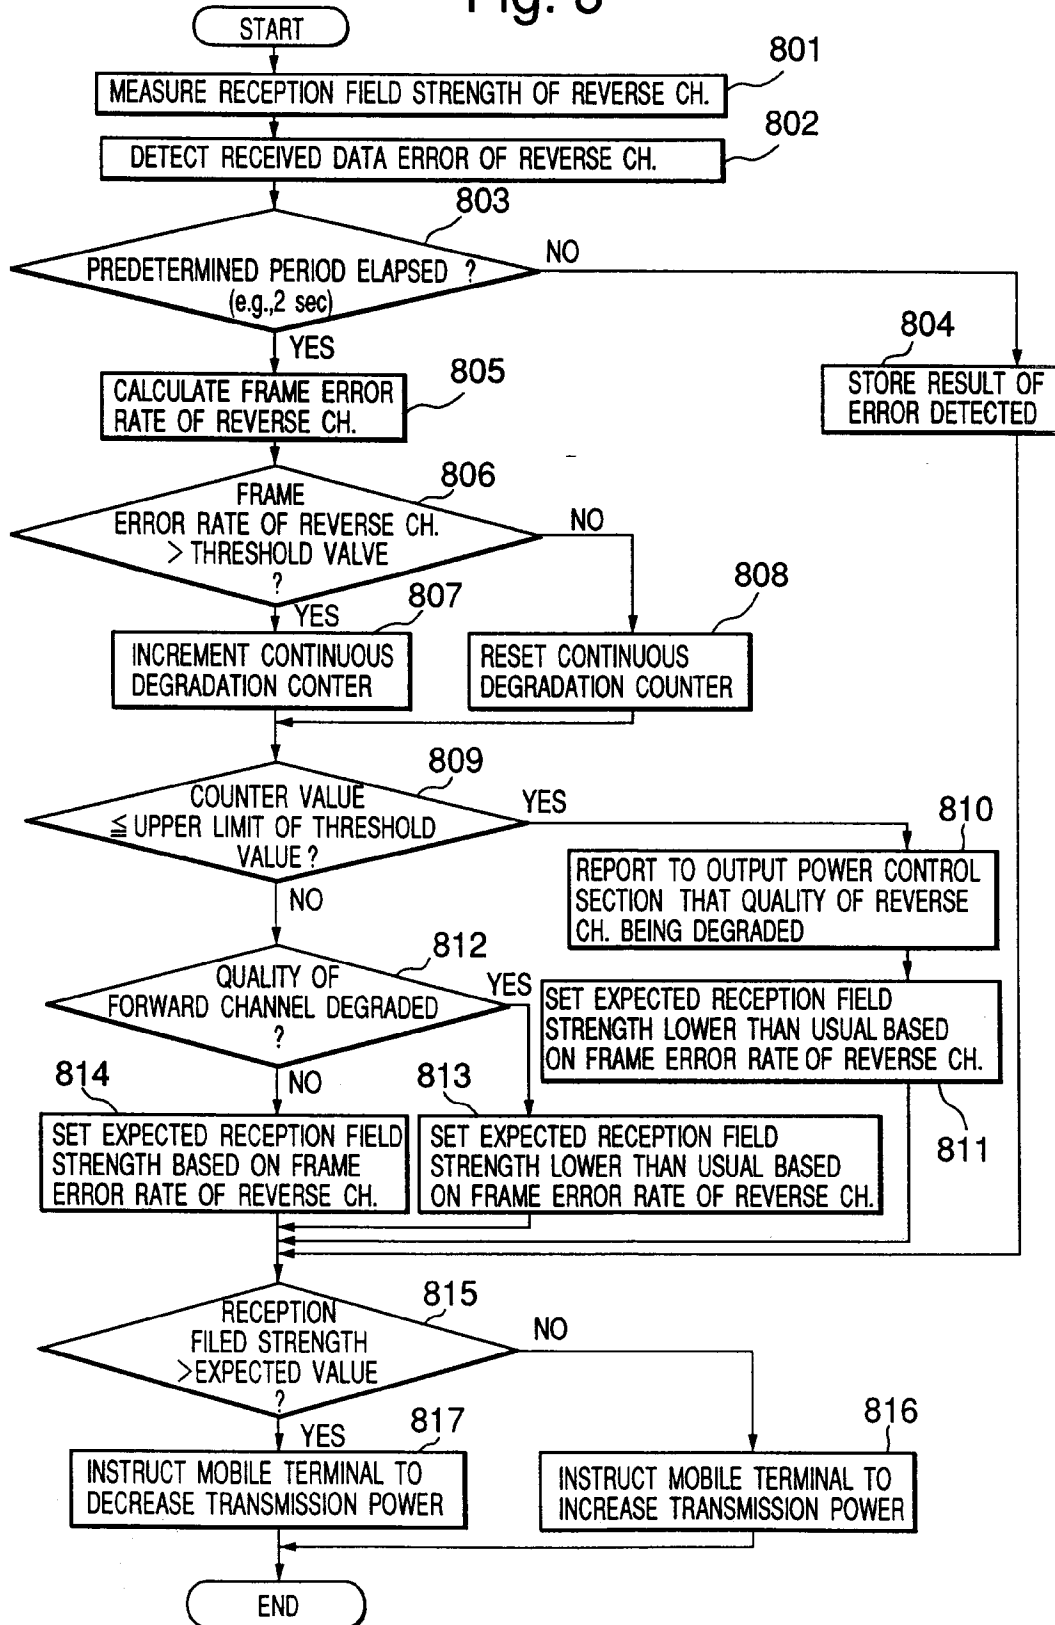 START
801
MEASURE RECEPTION FIELD STRENGTH OF REVERSE CH.
802
DETECT RECEIVED DATA ERROR OF REVERSE CH.
803
PREDETERMINED PERIOD ELAPSED ?
(e.g.,2 sec)
NO
YES
804
STORE RESULT OF
ERROR DETECTED
805
CALCULATE FRAME ERROR
RATE OF REVERSE CH.
806
FRAME
ERROR RATE OF REVERSE CH.
> THRESHOLD VALVE
?
NO
YES
807
INCREMENT CONTINUOUS
DEGRADATION CONTER
808
RESET CONTINUOUS
DEGRADATION COUNTER
809
COUNTER VALUE
≦ UPPER LIMIT OF THRESHOLD
VALUE ?
YES
NO
810
REPORT TO OUTPUT POWER CONTROL
SECTION THAT QUALITY OF REVERSE
CH. BEING DEGRADED
812
QUALITY OF
FORWARD CHANNEL DEGRADED
?
YES
NO
SET EXPECTED RECEPTION FIELD
STRENGTH LOWER THAN USUAL BASED
ON FRAME ERROR RATE OF REVERSE CH.
811
814
SET EXPECTED RECEPTION FIELD
STRENGTH BASED ON FRAME
ERROR RATE OF REVERSE CH.
813
SET EXPECTED RECEPTION FIELD
STRENGTH LOWER THAN USUAL BASED
ON FRAME ERROR RATE OF REVERSE CH.
815
RECEPTION
FILED STRENGTH
>EXPECTED VALUE
?
NO
YES
817
INSTRUCT MOBILE TERMINAL TO
DECREASE TRANSMISSION POWER
816
INSTRUCT MOBILE TERMINAL TO
INCREASE TRANSMISSION POWER
END